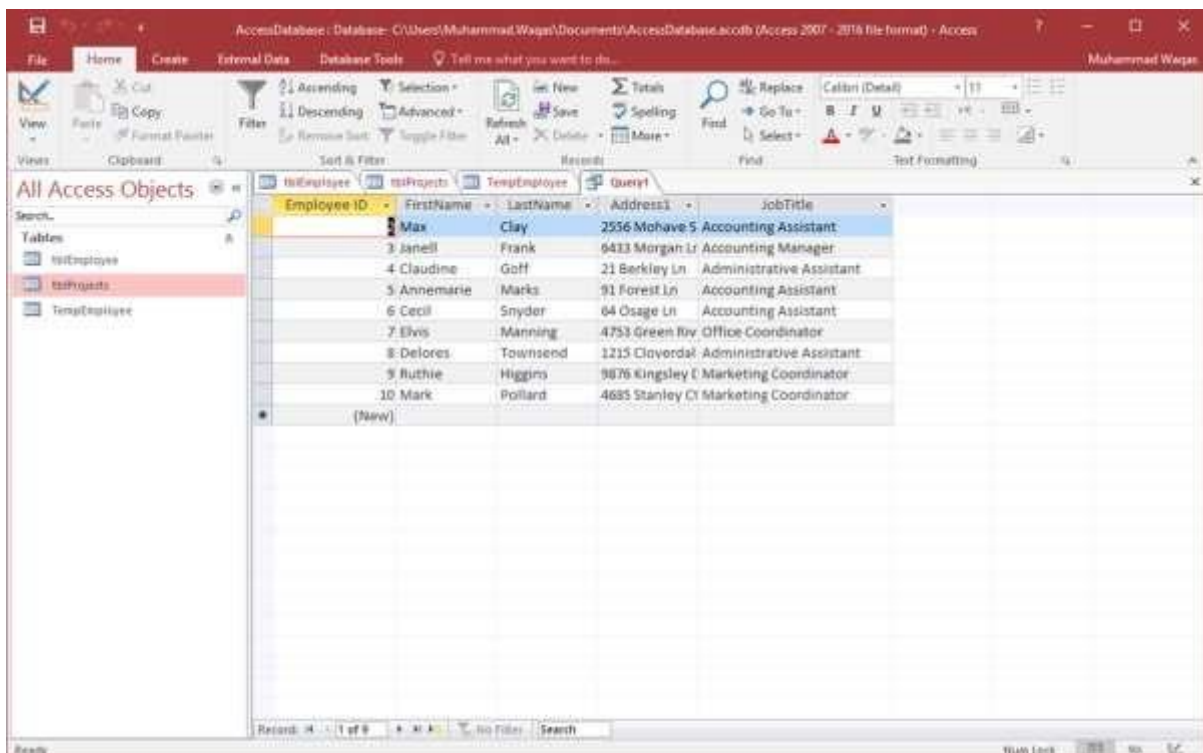 AccessDatabase : Database- C:\Users\Muhammad.Waqas\Documents\AccessDatabase.accdb (Access 2007 - 2016 file format) - Access
File Home Create External Data Database Tools Tell me what you want to do... Muhammad Waqas
View
Paste
Cut
Copy
Format Painter
Filter
Ascending
Descending
Remove Sort
Selection
Advanced
Toggle Filter
Refresh All
New
Save
Delete
Totals
Spelling
More
Find
Replace
Go To
Select
Calibri (Detail) 11
B I U
Views Clipboard Sort & Filter Records Find Text Formatting
All Access Objects
Search..
Tables
tblEmployee
tblProjects
TempEmployee
tblEmployee tblProjects TempEmployee Query1
Employee ID FirstName LastName Address1 JobTitle
2 Max Clay 2556 Mohave S Accounting Assistant
3 Janell Frank 6433 Morgan Ln Accounting Manager
4 Claudine Goff 21 Berkley Ln Administrative Assistant
5 Annemarie Marks 91 Forest Ln Accounting Assistant
6 Cecil Snyder 64 Osage Ln Accounting Assistant
7 Elvis Manning 4753 Green Riv Office Coordinator
8 Delores Townsend 1215 Cloverdal Administrative Assistant
9 Ruthie Higgins 9876 Kingsley D Marketing Coordinator
10 Mark Pollard 4685 Stanley Ct Marketing Coordinator
(New)
Record: 1 of 9 No Filter Search
Ready Num Lock